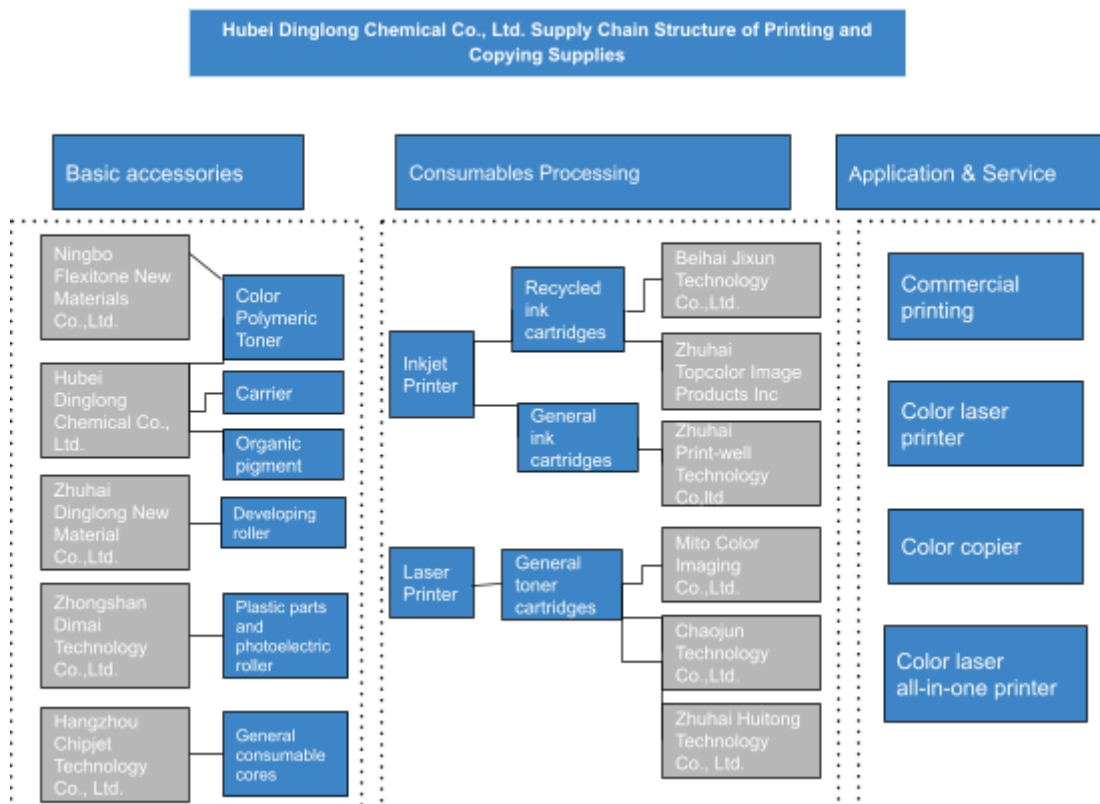 Hubei Dinglong Chemical Co., Ltd. Supply Chain Structure of Printing and
Copying Supplies
Basic accessories
Consumables Processing
Application & Service
Ningbo
Flexitone New
Materials
Co.,Ltd.
Color
Polymeric
Toner
Hubei
Dinglong
Chemical Co.,
Ltd.
Carrier
Organic
pigment
Zhuhai
Dinglong New
Material
Co.,Ltd.
Developing
roller
Zhongshan
Dimai
Technology
Co.,Ltd.
Plastic parts
and
photoelectric
roller
Hangzhou
Chipjet
Technology
Co., Ltd.
General
consumable
cores
Inkjet
Printer
Recycled
ink
cartridges
General
ink
cartridges
Beihai Jixun
Technology
Co.,Ltd.
Zhuhai
Topcolor Image
Products Inc
Zhuhai
Print-well
Technology
Co,ltd
Laser
Printer
General
toner
cartridges
Mito Color
Imaging
Co.,Ltd.
Chaojun
Technology
Co.,Ltd.
Zhuhai Huitong
Technology
Co.,Ltd.
Commercial
printing
Color laser
printer
Color copier
Color laser
all-in-one printer